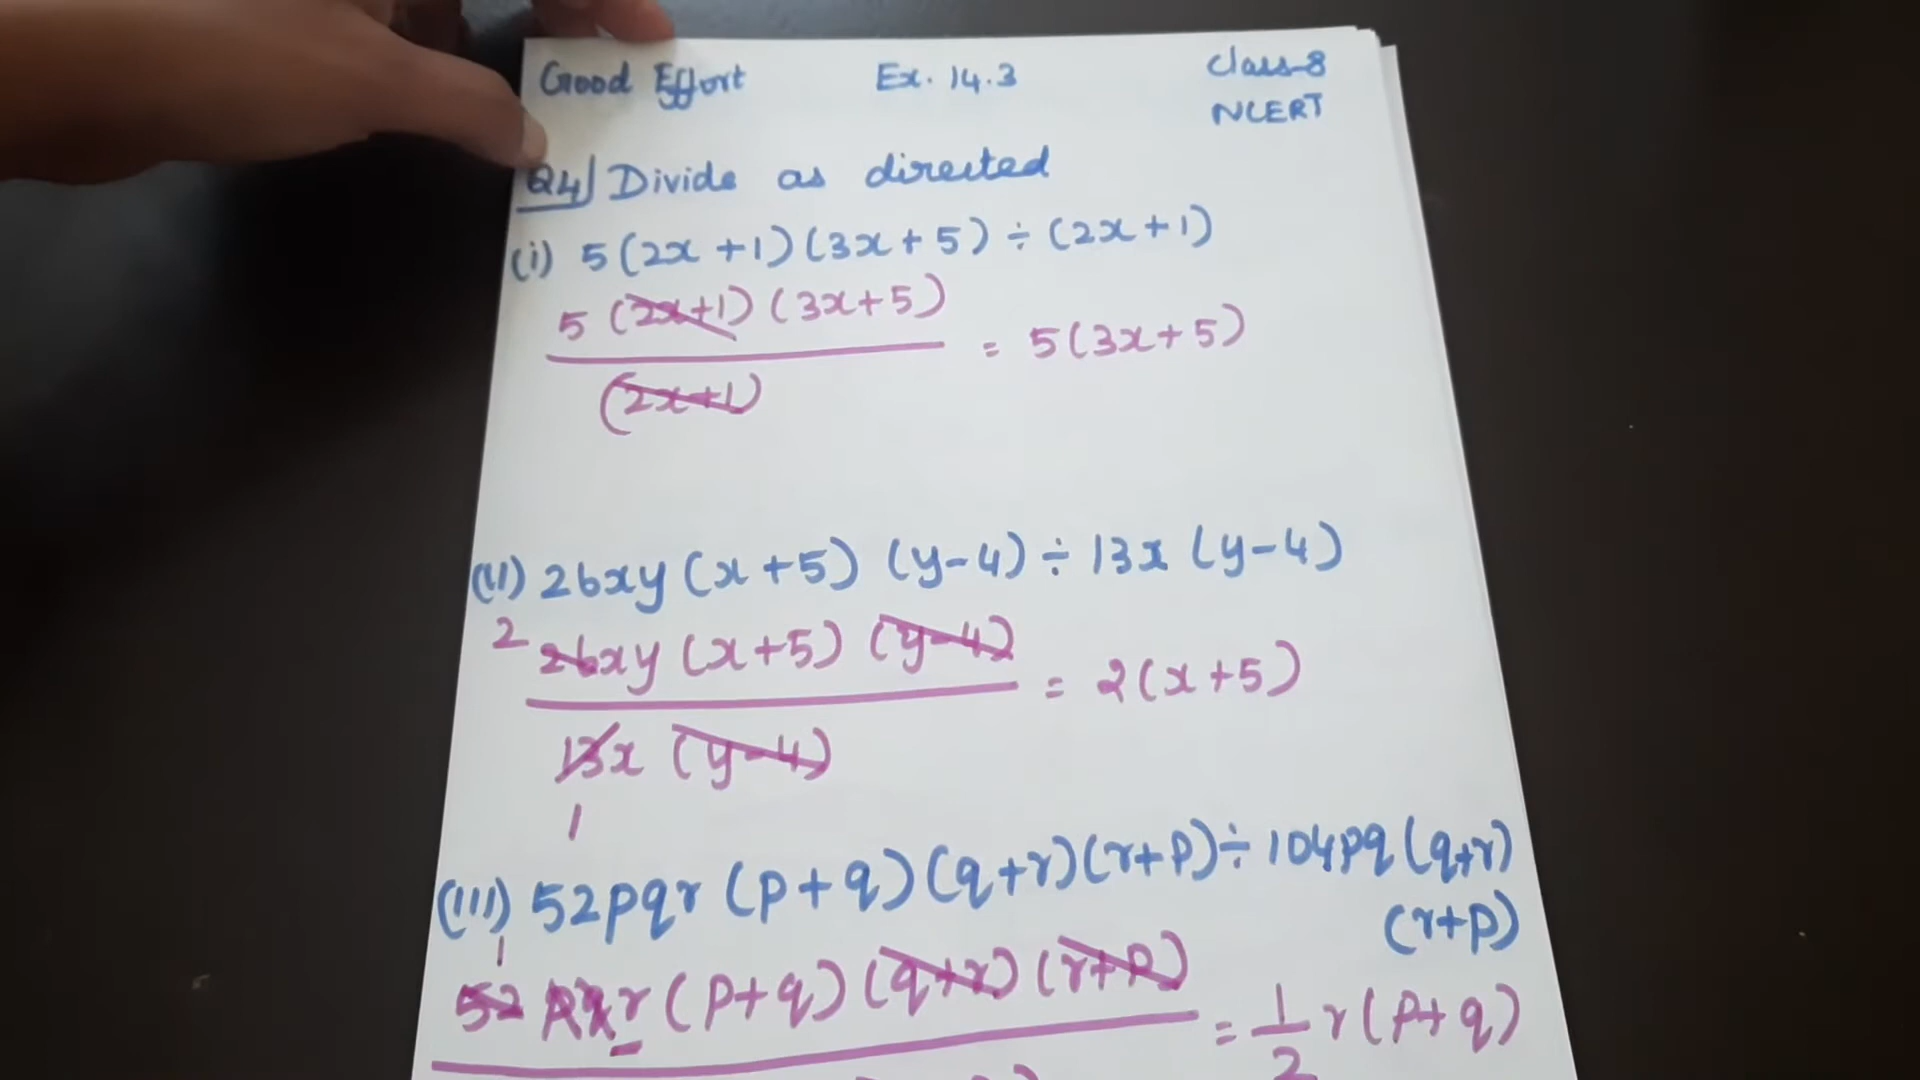 Good Effort Ex. 14.3 Class-8
NCERT
Q4/ Divide as directed
(i) 5(2x+1)(3x+5) ÷ (2x+1)
5 (2x+1) (3x+5)
= 5(3x+5)
(2x+1)
(ii) 26xy (x+5) (y-4) ÷ 13x (y-4)
2 26xy (x+5) (y-4)
= 2(x+5)
13x (y-4)
1
(iii) 52pqr (p+q)(q+r)(r+p) ÷ 104pq (q+r)
(r+p)
1
52 pqr (p+q) (q+r) (r+p)
= 1/2 r(p+q)